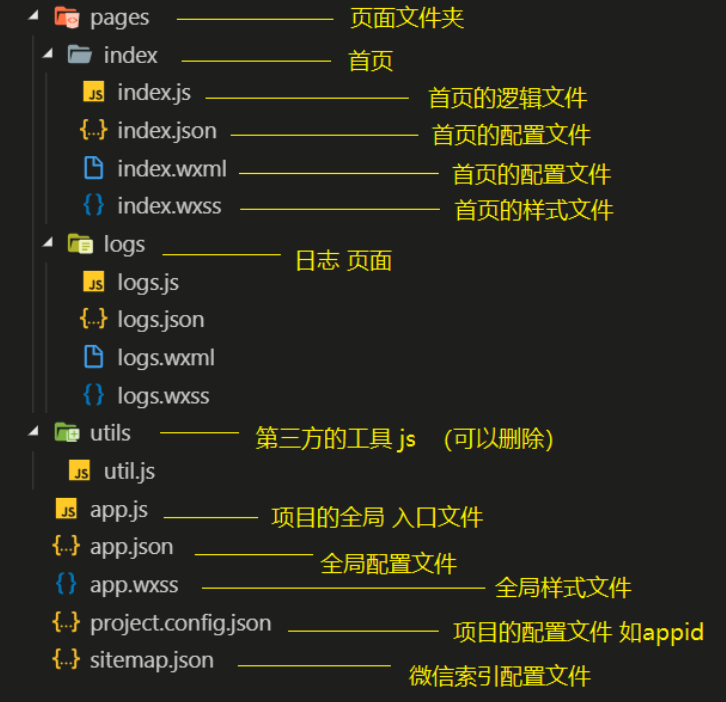 pages 页面文件夹
index 首页
JS index.js 首页的逻辑文件
{..} index.json 首页的配置文件
index.wxml 首页的配置文件
{} index.wxss 首页的样式文件
logs 日志 页面
JS logs.js
{..} logs.json
logs.wxml
{} logs.wxss
utils 第三方的工具 js （可以删除）
JS util.js
JS app.js 项目的全局 入口文件
{..} app.json 全局配置文件
{} app.wxss 全局样式文件
{..} project.config.json 项目的配置文件 如appid
{..} sitemap.json 微信索引配置文件